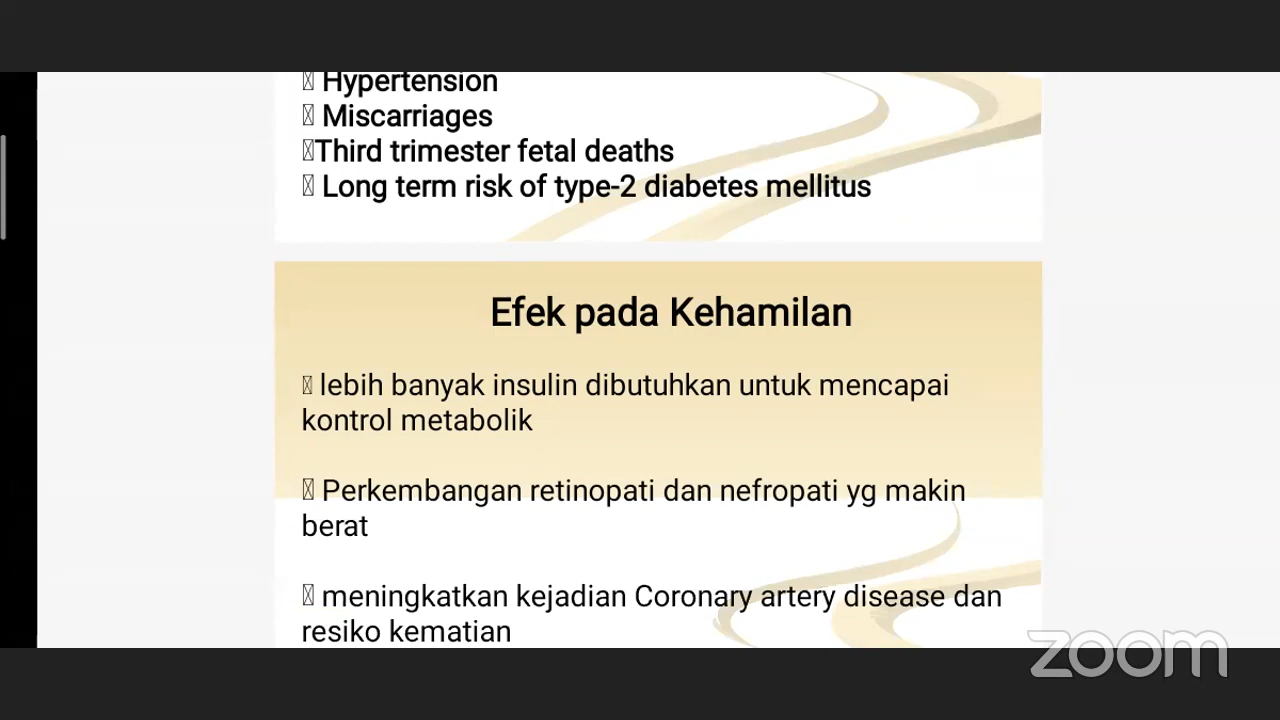 Hypertension
Miscarriages
Third trimester fetal deaths
Long term risk of type-2 diabetes mellitus
Efek pada Kehamilan
lebih banyak insulin dibutuhkan untuk mencapai
kontrol metabolik
Perkembangan retinopati dan nefropati yg makin
berat
meningkatkan kejadian Coronary artery disease dan
resiko kematian
zoom